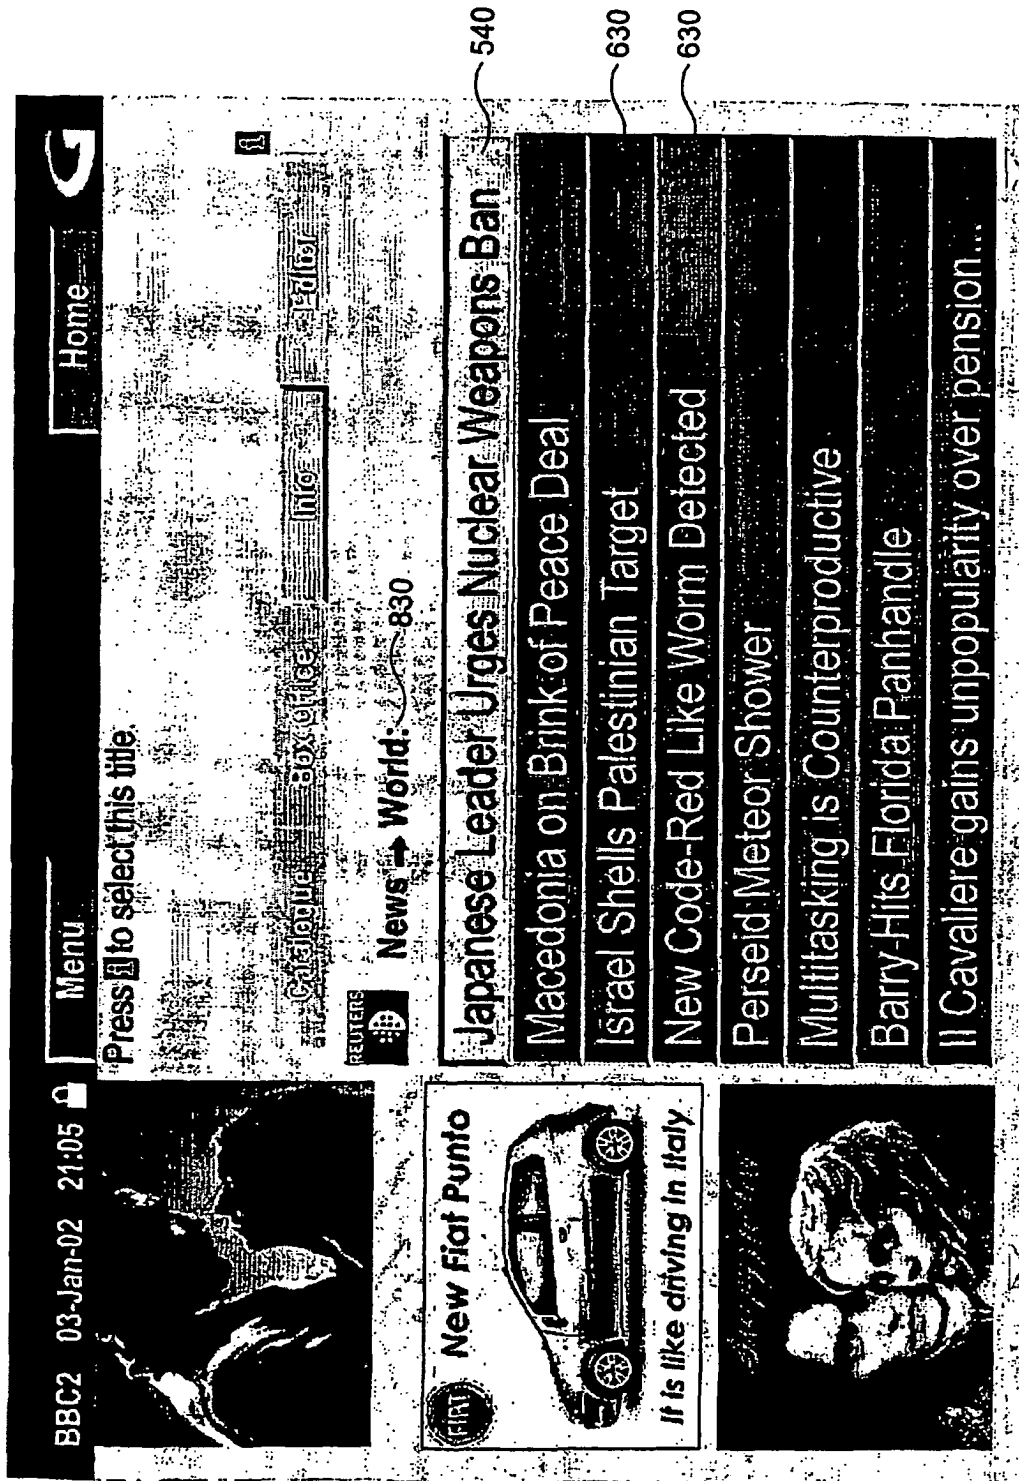 BBC2 03-Jan-02 21:05
Menu
Home
Press i to select this title.
i
Catalogue Box Office Info
REUTERS
News → World:
830
Japanese Leader Urges Nuclear Weapons Ban
540
Macedonia on Brink of Peace Deal
Israel Shells Palestinian Target
630
New Code-Red Like Worm Detected
630
Perseid Meteor Shower
Multitasking is Counterproductive
Barry Hits Florida Panhandle
Il Cavaliere gains unpopularity over pension...
FIAT
New Fiat Punto
It is like driving in Italy